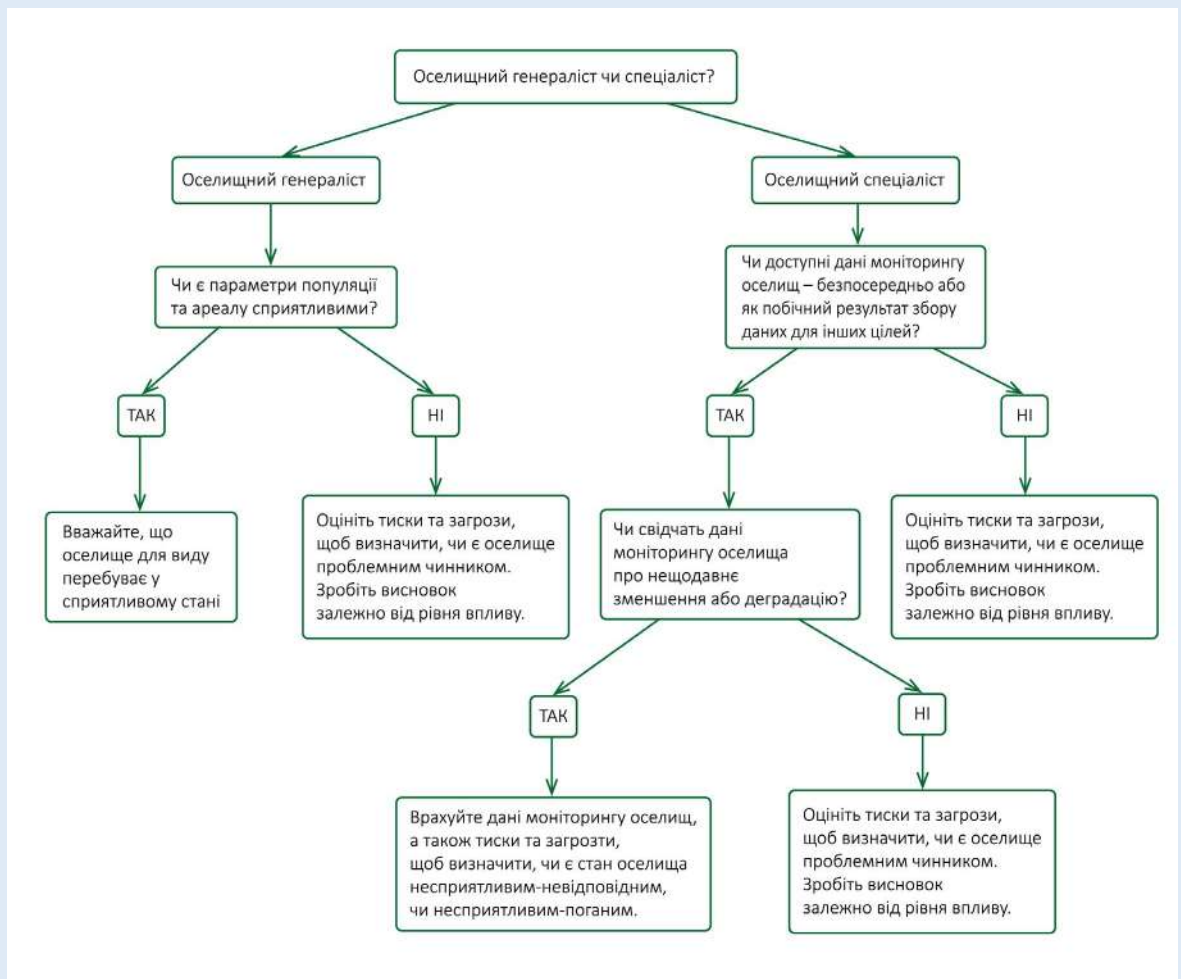 Оселищний генераліст чи спеціаліст?
Оселищний генераліст
Оселищний спеціаліст
Чи є параметри популяції
та ареалу сприятливими?
Чи доступні дані моніторингу
оселищ – безпосередньо або
як побічний результат збору
даних для інших цілей?
ТАК
НІ
ТАК
НІ
Вважайте, що
оселище для виду
перебуває у
сприятливому стані
Оцініть тиски та загрози,
щоб визначити, чи є оселище
проблемним чинником.
Зробіть висновок
залежно від рівня впливу.
Чи свідчать дані
моніторингу оселища
про нещодавнє
зменшення або деградацію?
Оцініть тиски та загрози,
щоб визначити, чи є оселище
проблемним чинником.
Зробіть висновок
залежно від рівня впливу.
ТАК
НІ
Врахуйте дані моніторингу оселищ,
а також тиски та загрозти,
щоб визначити, чи є стан оселища
несприятливим-невідповідним,
чи несприятливим-поганим.
Оцініть тиски та загрози,
щоб визначити, чи є оселище
проблемним чинником.
Зробіть висновок
залежно від рівня впливу.